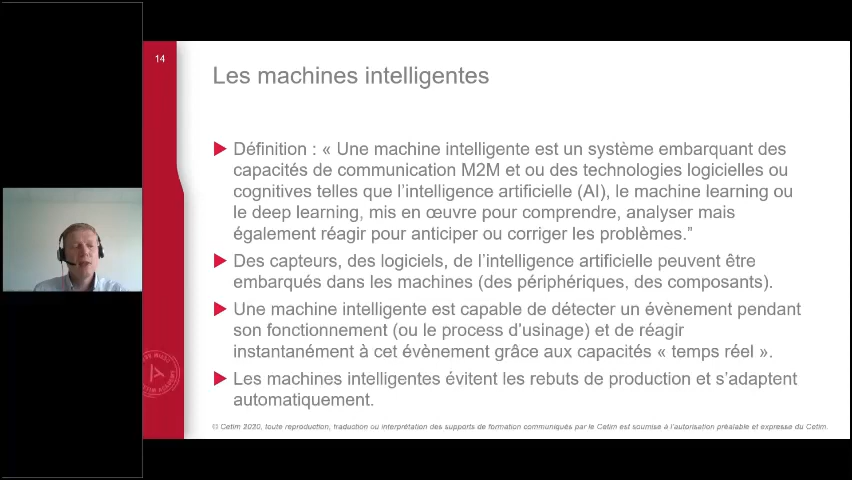 14
Les machines intelligentes
Définition : « Une machine intelligente est un système embarquant des
capacités de communication M2M et ou des technologies logicielles ou
cognitives telles que l'intelligence artificielle (AI), le machine learning ou
le deep learning, mis en œuvre pour comprendre, analyser mais
également réagir pour anticiper ou corriger les problèmes.”
Des capteurs, des logiciels, de l'intelligence artificielle peuvent être
embarqués dans les machines (des périphériques, des composants).
Une machine intelligente est capable de détecter un évènement pendant
son fonctionnement (ou le process d'usinage) et de réagir
instantanément à cet évènement grâce aux capacités « temps réel ».
Les machines intelligentes évitent les rebuts de production et s'adaptent
automatiquement.
© Cetim 2020, toute reproduction, traduction ou interprétation des supports de formation communiqués par le Cetim est soumise à l'autorisation préalable et expresse du Cetim.